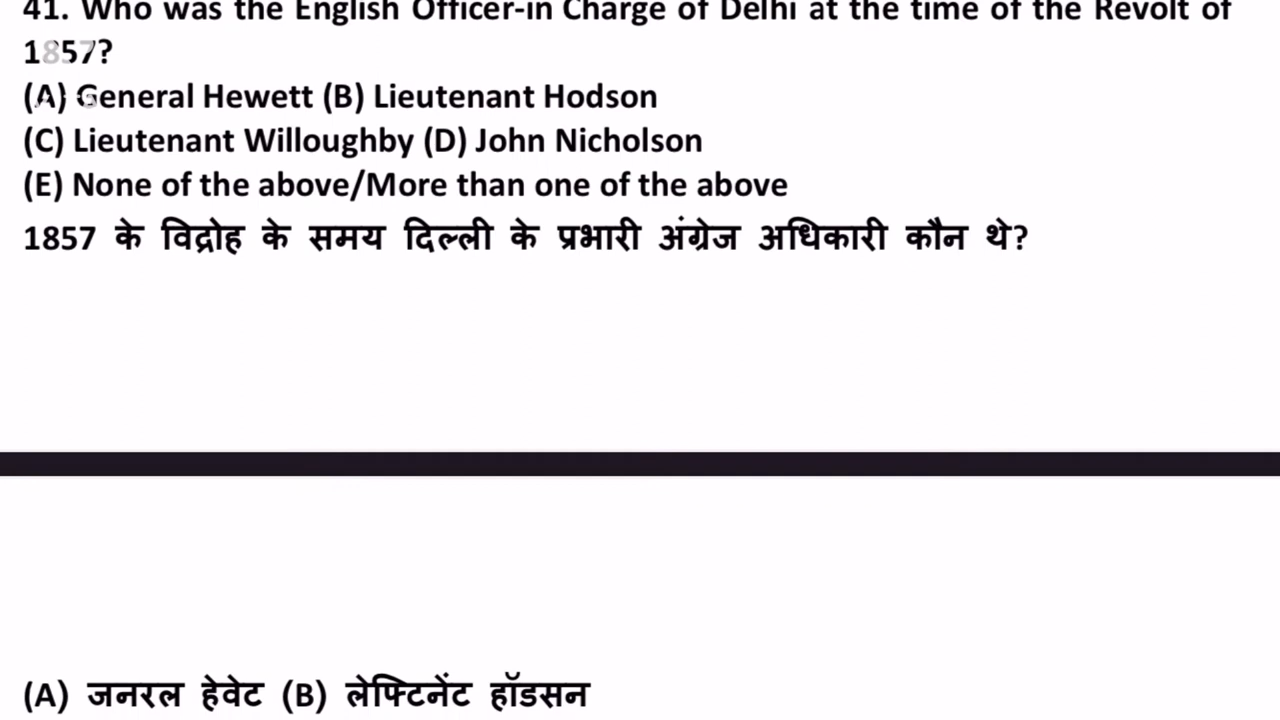 41. Who was the English Officer-in Charge of Delhi at the time of the Revolt of
1857?
(A) General Hewett (B) Lieutenant Hodson
(C) Lieutenant Willoughby (D) John Nicholson
(E) None of the above/More than one of the above
1857 के विद्रोह के समय दिल्ली के प्रभारी अंग्रेज अधिकारी कौन थे?
(A) जनरल हेवेट (B) लेफ्टिनेंट हॉडसन